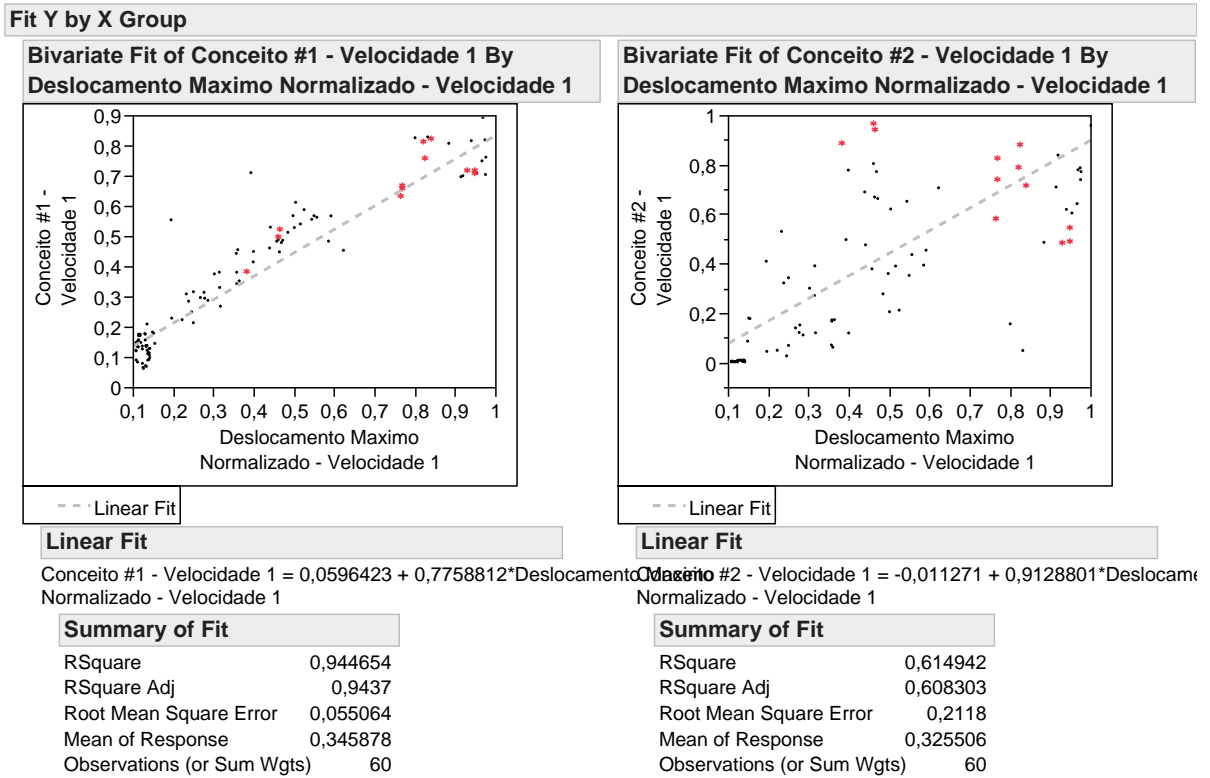 Fit Y by X Group
Bivariate Fit of Conceito #1 - Velocidade 1 By
Deslocamento Maximo Normalizado - Velocidade 1
0,9
0,8
0,7
0,6
0,5
0,4
0,3
0,2
0,1
0
Conceito #1 -
Velocidade 1
0,1 0,2 0,3 0,4 0,5 0,6 0,7 0,8 0,9 1
Deslocamento Maximo
Normalizado - Velocidade 1
Linear Fit
Linear Fit
Conceito #1 - Velocidade 1 = 0,0596423 + 0,7758812*Deslocamento Maximo
Normalizado - Velocidade 1
Summary of Fit
RSquare 0,944654
RSquare Adj 0,9437
Root Mean Square Error 0,055064
Mean of Response 0,345878
Observations (or Sum Wgts) 60
Bivariate Fit of Conceito #2 - Velocidade 1 By
Deslocamento Maximo Normalizado - Velocidade 1
1
0,8
0,6
0,4
0,2
0
Conceito #2 -
Velocidade 1
0,1 0,2 0,3 0,4 0,5 0,6 0,7 0,8 0,9 1
Deslocamento Maximo
Normalizado - Velocidade 1
Linear Fit
Linear Fit
Conceito #2 - Velocidade 1 = -0,011271 + 0,9128801*Deslocame
Normalizado - Velocidade 1
Summary of Fit
RSquare 0,614942
RSquare Adj 0,608303
Root Mean Square Error 0,2118
Mean of Response 0,325506
Observations (or Sum Wgts) 60